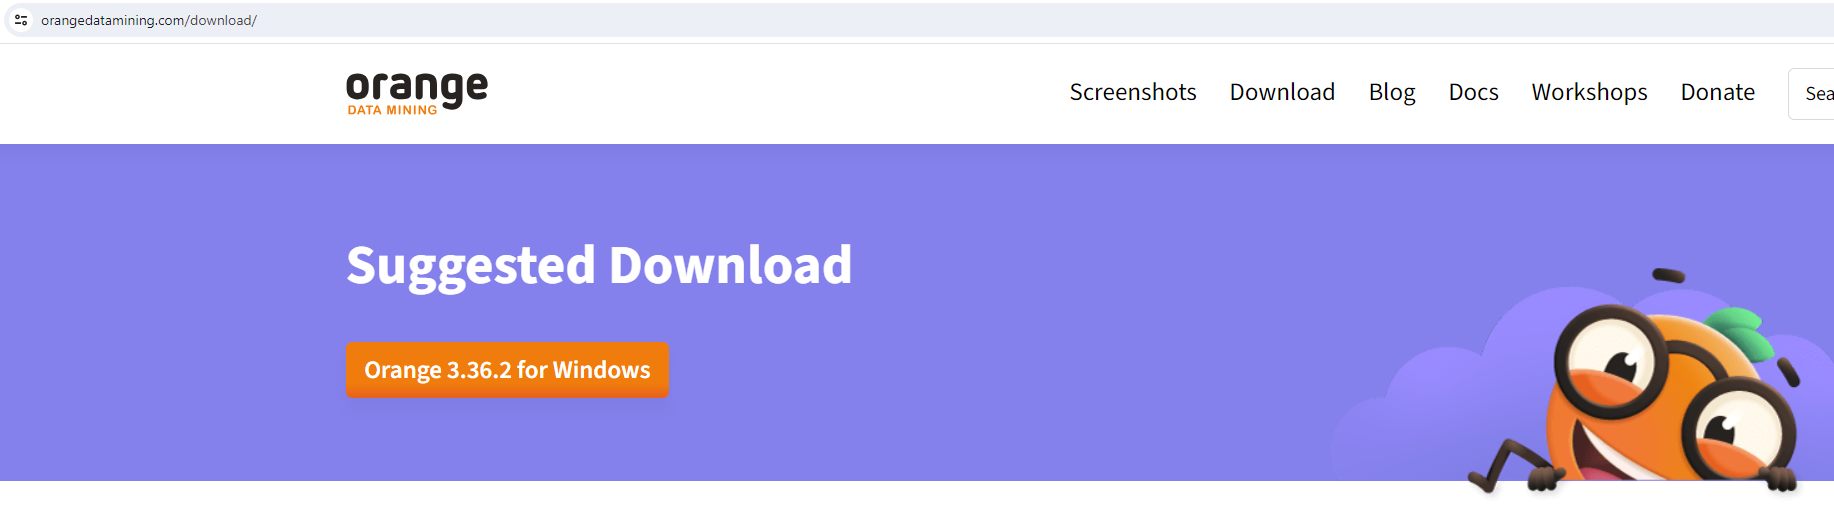 orangedatamining.com/download/
orange
DATA MINING
Screenshots Download Blog Docs Workshops Donate Sea
Suggested Download
Orange 3.36.2 for Windows